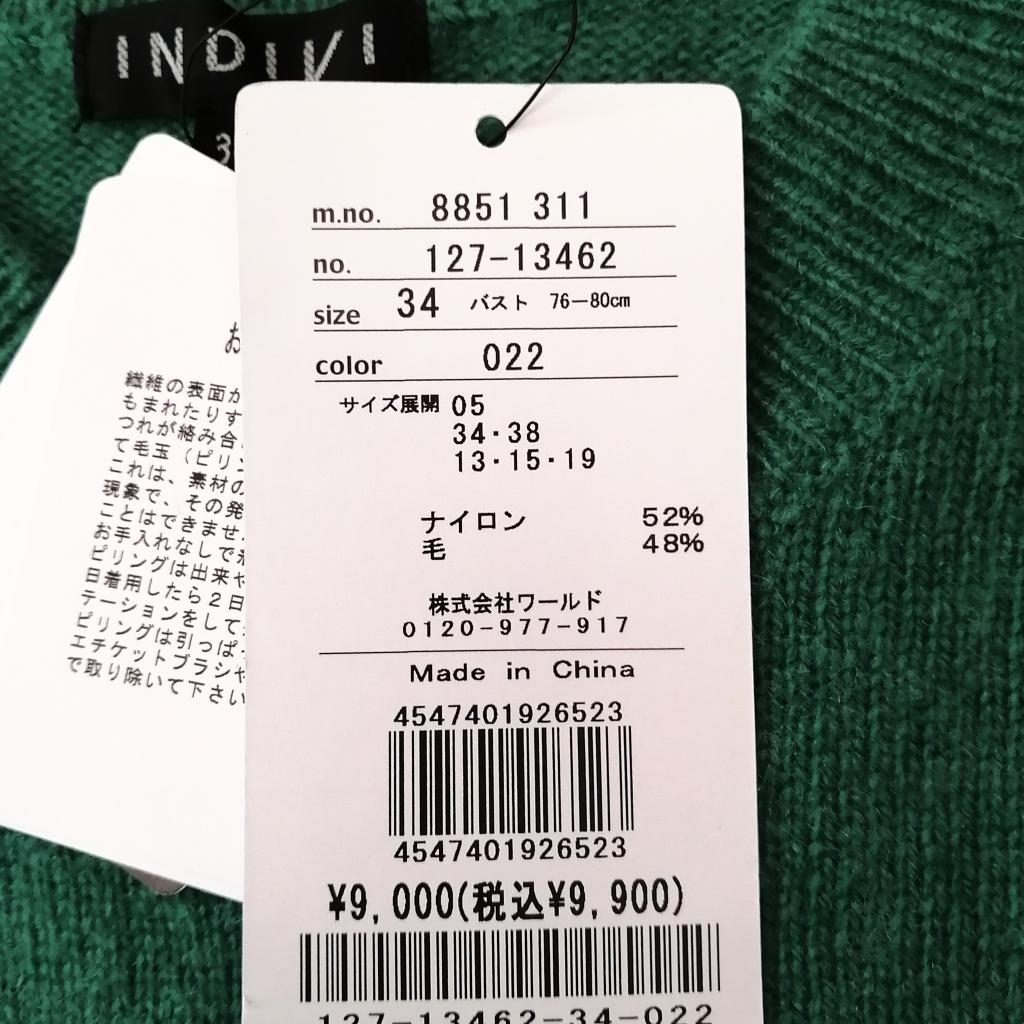 INDIVI
3
m.no. 8851 311
no. 127-13462
size 34 バスト 76-80cm
color 022
サイズ展開 05
34・38
13・15・19
ナイロン 52%
毛 48%
株式会社ワールド
0120-977-917
Made in China
4547401926523
4547401926523
¥9,000(税込¥9,900)
127-13462-34-022
お
繊維の表面か
もまれたりす
つれが絡み合
て毛玉(ピリン
これは、素材の
現象で、その発
ことはできませ
お手入れなしで
ピリングは出来や
日着用したら2日
テーションをして
ピリングは引っぱ
エチケットブラシや
で取り除いて下さい